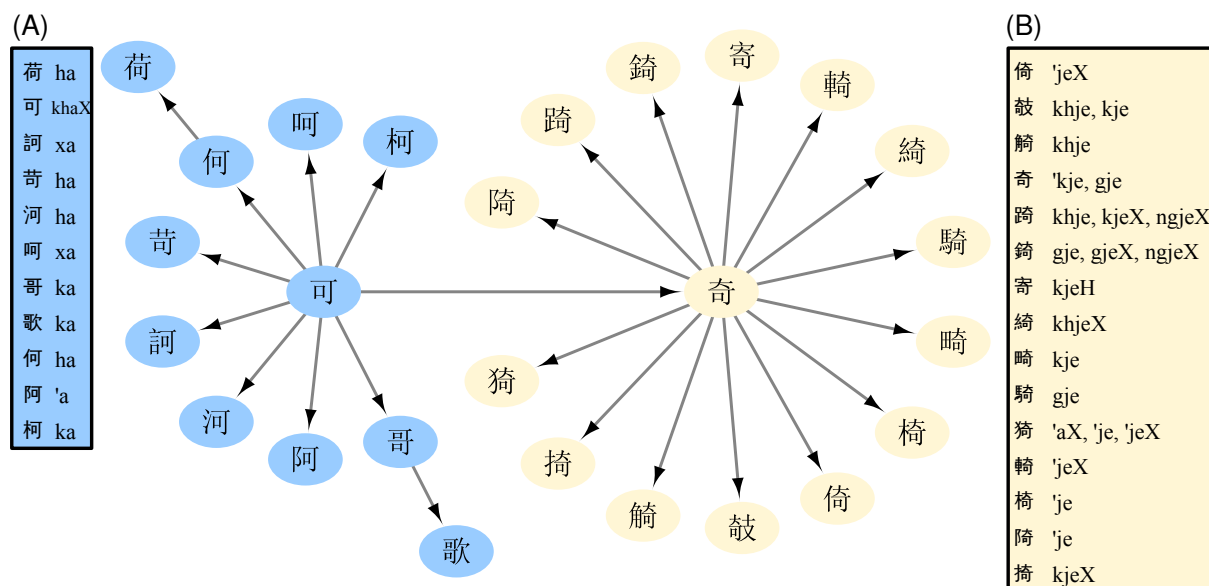 (A)
荷 ha
可 khaX
訶 xa
苛 ha
河 ha
呵 xa
哥 ka
歌 ka
何 ha
阿 'a
柯 ka
荷
何
呵
柯
苛
可
訶
河
阿
哥
歌
錡
寄
輢
踦
綺
陭
騎
奇
畸
猗
椅
掎
倚
觭
攲
(B)
倚 'jeX
攲 khje, kje
觭 khje
奇 'kje, gje
踦 khje, kjeX, ngjeX
錡 gje, gjeX, ngjeX
寄 kjeH
綺 khjeX
畸 kje
騎 gje
猗 'aX, 'je, 'jeX
輢 'jeX
椅 'je
陭 'je
掎 kjeX